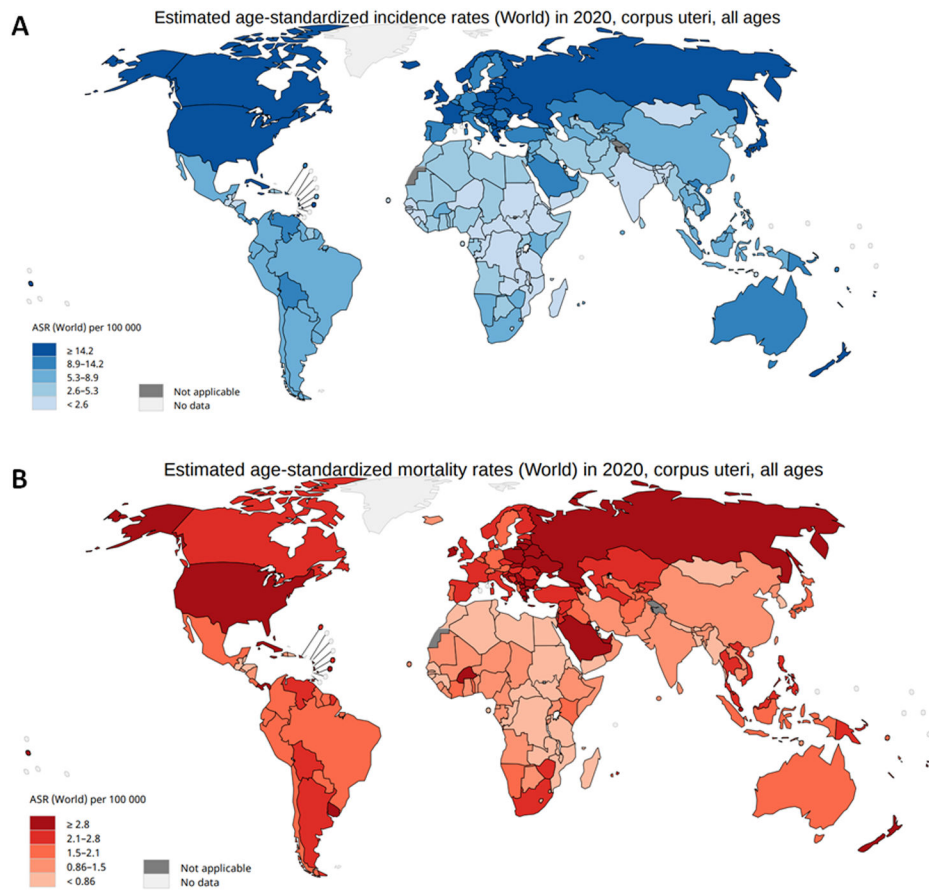 A
Estimated age-standardized incidence rates (World) in 2020, corpus uteri, all ages
ASR (World) per 100 000
≥ 14.2
8.9–14.2
5.3–8.9
2.6–5.3
< 2.6
Not applicable
No data
B
Estimated age-standardized mortality rates (World) in 2020, corpus uteri, all ages
ASR (World) per 100 000
≥ 2.8
2.1–2.8
1.5–2.1
0.86–1.5
< 0.86
Not applicable
No data